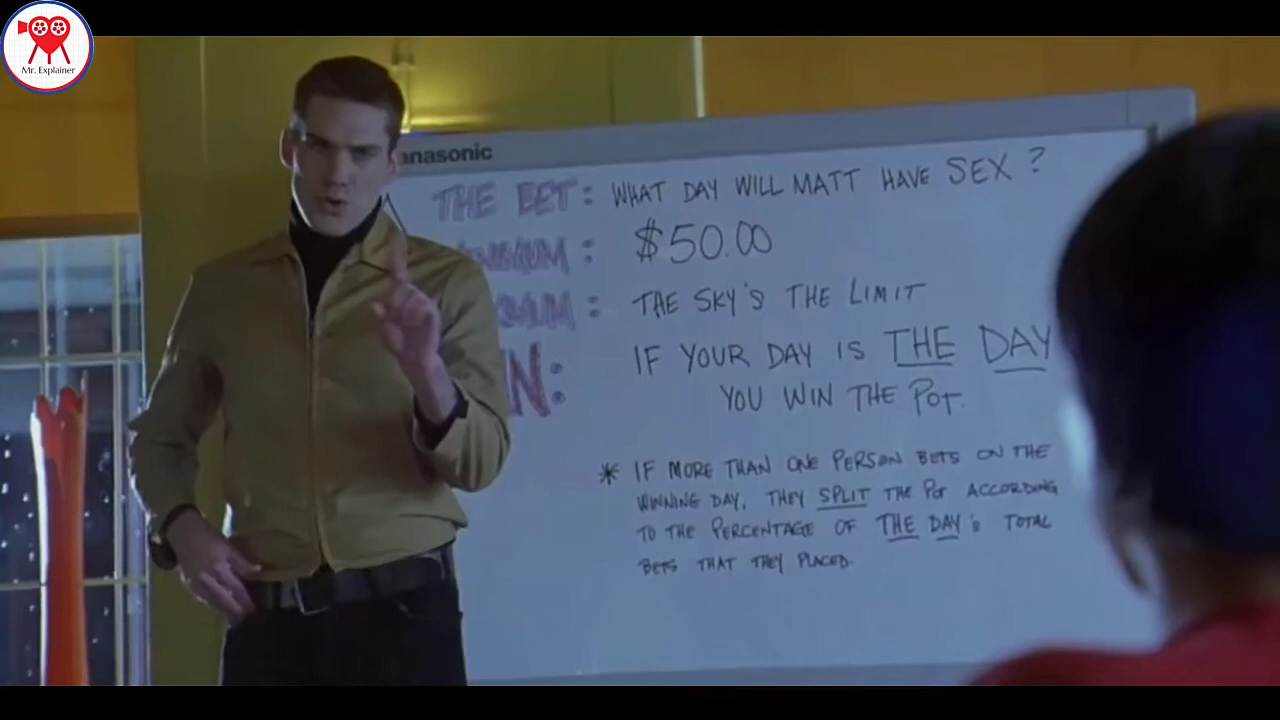 Mr. Explainer
anasonic
THE BET: WHAT DAY WILL MATT HAVE SEX?
: $50.00
: THE SKY'S THE LIMIT
N: IF YOUR DAY IS THE DAY
YOU WIN THE POT.
* IF MORE THAN ONE PERSON BETS ON THE
WINNING DAY, THEY SPLIT THE POT ACCORDING
TO THE PERCENTAGE OF THE DAY'S TOTAL
BETS THAT THEY PLACED.